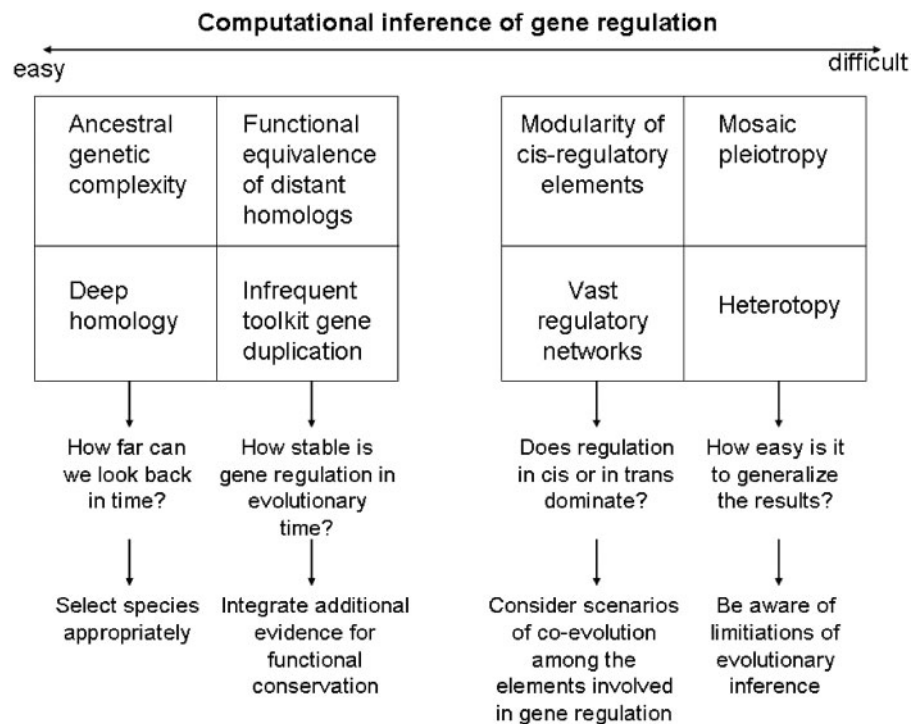 Computational inference of gene regulation
easy
difficult
Ancestral
genetic
complexity
Functional
equivalence
of distant
homologs
Modularity of
cis-regulatory
elements
Mosaic
pleiotropy
Deep
homology
Infrequent
toolkit gene
duplication
Vast
regulatory
networks
Heterotopy
How far can
we look back
in time?
How stable is
gene regulation in
evolutionary
time?
Does regulation
in cis or in trans
dominate?
How easy is it
to generalize
the results?
Select species
appropriately
Integrate additional
evidence for
functional
conservation
Consider scenarios
of co-evolution
among the
elements involved
in gene regulation
Be aware of
limitiations of
evolutionary
inference